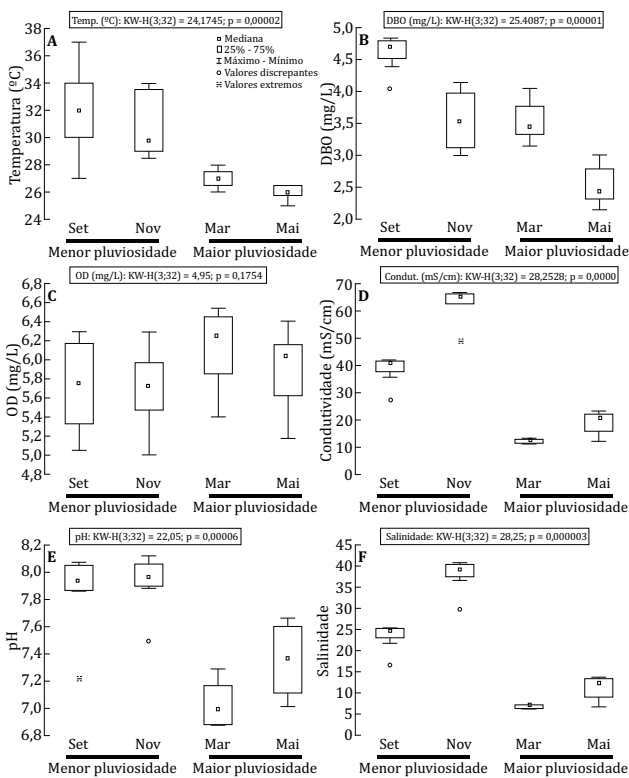 Temp. (ºC): KW-H(3;32) = 24,1745; p = 0,00002
A
Mediana
25% - 75%
Máximo - Mínimo
Valores discrepantes
Valores extremos
Temperatura (ºC)
38
36
34
32
30
28
26
24
Set Nov Mar Mai
Menor pluviosidade Maior pluviosidade
DBO (mg/L): KW-H(3;32) = 25.4087; p = 0,00001
B
DBO (mg/L)
5,0
4,5
4,0
3,5
3,0
2,5
2,0
Set Nov Mar Mai
Menor pluviosidade Maior pluviosidade
OD (mg/L): KW-H(3;32) = 4,95; p = 0,1754
C
OD (mg/L)
6,8
6,6
6,4
6,2
6,0
5,8
5,6
5,4
5,2
5,0
4,8
Set Nov Mar Mai
Menor pluviosidade Maior pluviosidade
Condut. (mS/cm): KW-H(3;32) = 28,2528; p = 0,0000
D
Condutividade (mS/cm)
70
60
50
40
30
20
10
0
Set Nov Mar Mai
Menor pluviosidade Maior pluviosidade
pH: KW-H(3;32) = 22,05; p = 0,00006
E
pH
8,2
8,0
7,8
7,6
7,4
7,2
7,0
6,8
Set Nov Mar Mai
Menor pluviosidade Maior pluviosidade
Salinidade: KW-H(3;32) = 28,25; p = 0,000003
F
Salinidade
45
40
35
30
25
20
15
10
5
0
Set Nov Mar Mai
Menor pluviosidade Maior pluviosidade